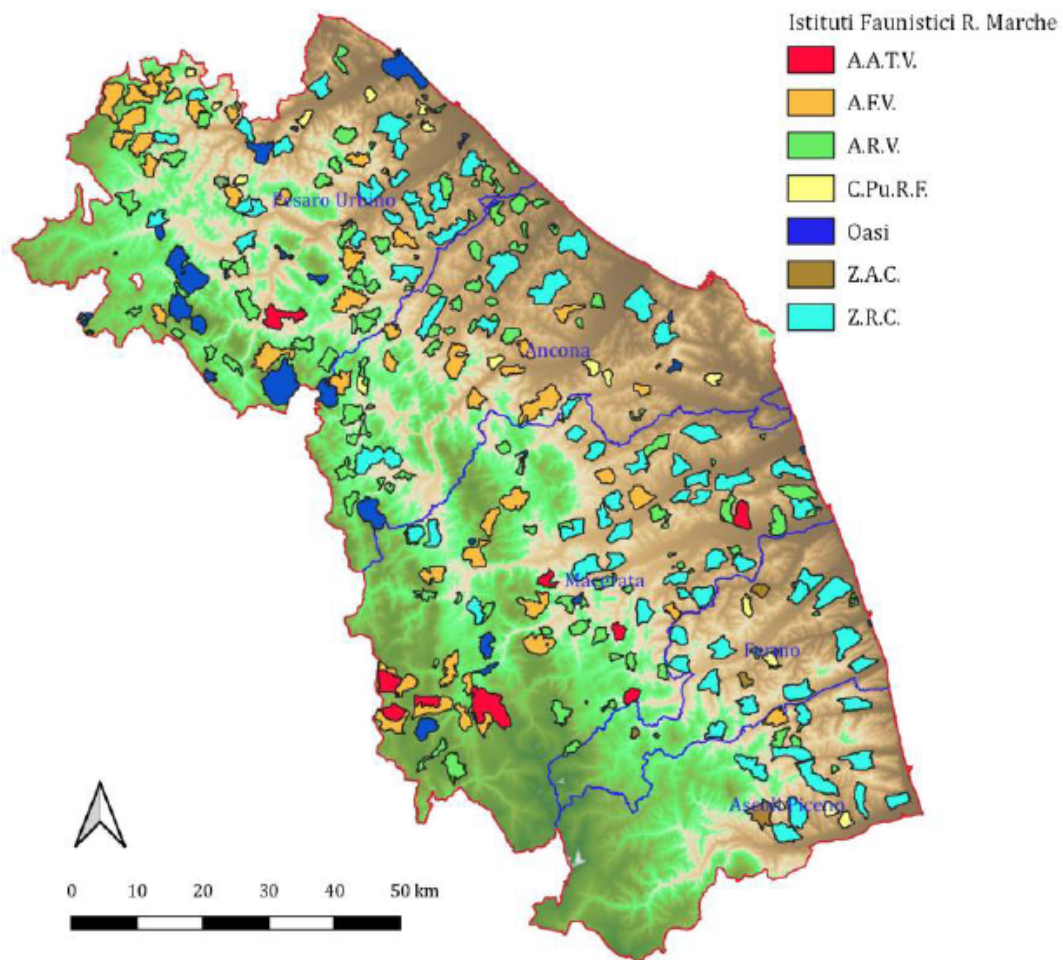 Istituti Faunistici R. Marche
A.A.T.V.
A.F.V.
A.R.V.
C.Pu.R.F.
Oasi
Z.A.C.
Z.R.C.
Pesaro Urbino
Ancona
Macerata
Fermo
Ascoli Piceno
0 10 20 30 40 50 km